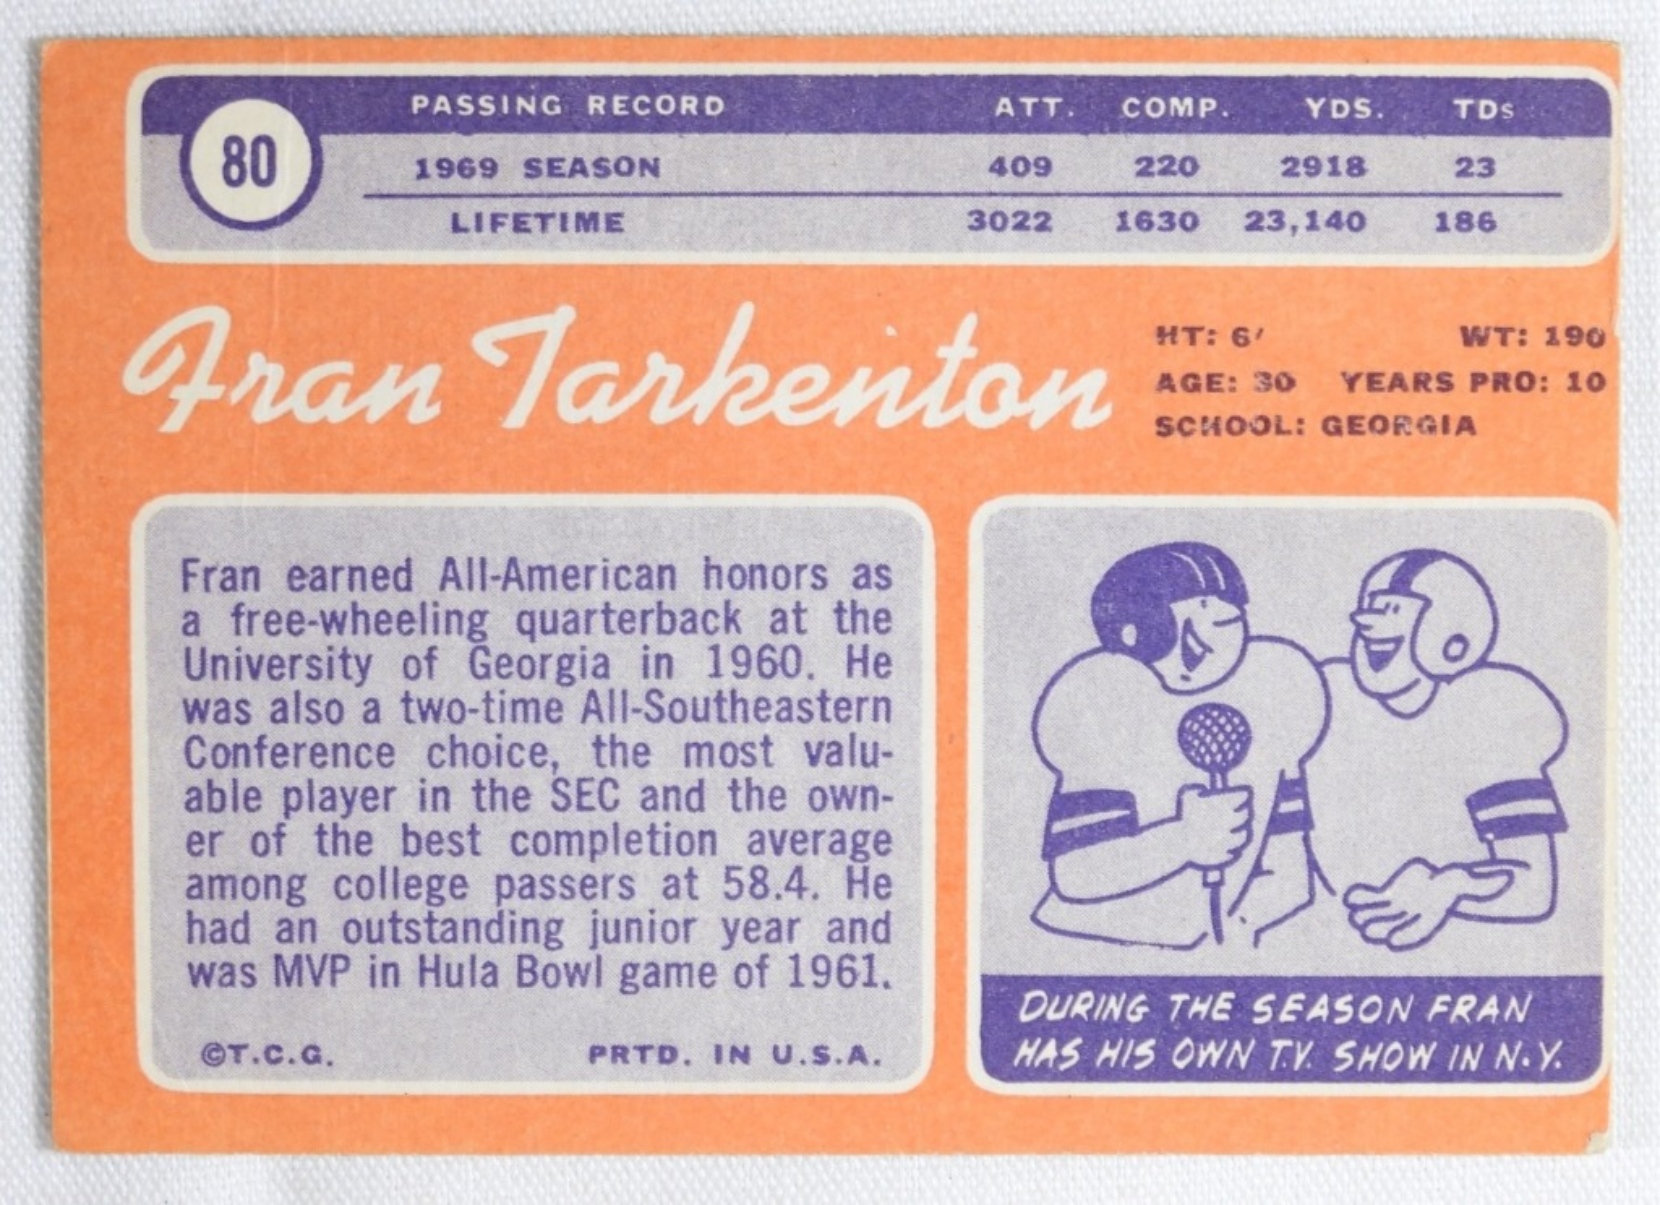 80
PASSING RECORD ATT. COMP. YDS. TDs
1969 SEASON 409 220 2918 23
LIFETIME 3022 1630 23,140 186
Fran Tarkenton
HT: 6' WT: 190
AGE: 30 YEARS PRO: 10
SCHOOL: GEORGIA
Fran earned All-American honors as
a free-wheeling quarterback at the
University of Georgia in 1960. He
was also a two-time All-Southeastern
Conference choice, the most valu-
able player in the SEC and the own-
er of the best completion average
among college passers at 58.4. He
had an outstanding junior year and
was MVP in Hula Bowl game of 1961.
©T.C.G. PRTD. IN U.S.A.
DURING THE SEASON FRAN
HAS HIS OWN T.V. SHOW IN N.Y.